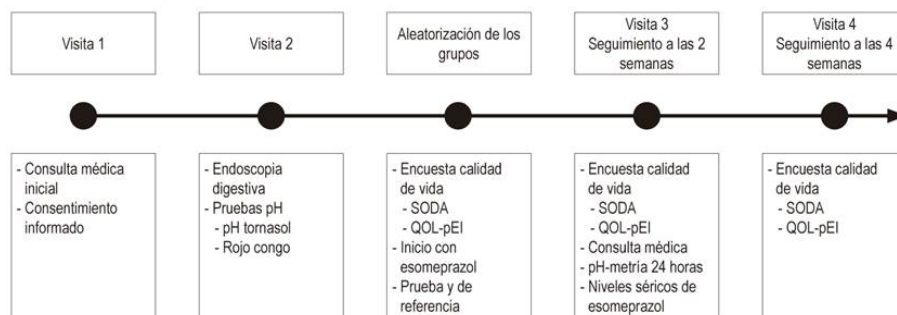 Visita 1
Visita 2
Aleatorización de los
grupos
Visita 3
Seguimiento a las 2
semanas
Visita 4
Seguimiento a las 4
semanas
- Consulta médica
inicial
- Consentimiento
informado
- Endoscopia
digestiva
- Pruebas pH
- pH tornasol
- Rojo congo
- Encuesta calidad
de vida
- SODA
- QOL-pEI
- Inicio con
esomeprazol
- Prueba y de
referencia
- Encuesta calidad
de vida
- SODA
- QOL-pEI
- Consulta médica
- pH-metría 24 horas
- Niveles séricos de
esomeprazol
- Encuesta calidad
de vida
- SODA
- QOL-pEI